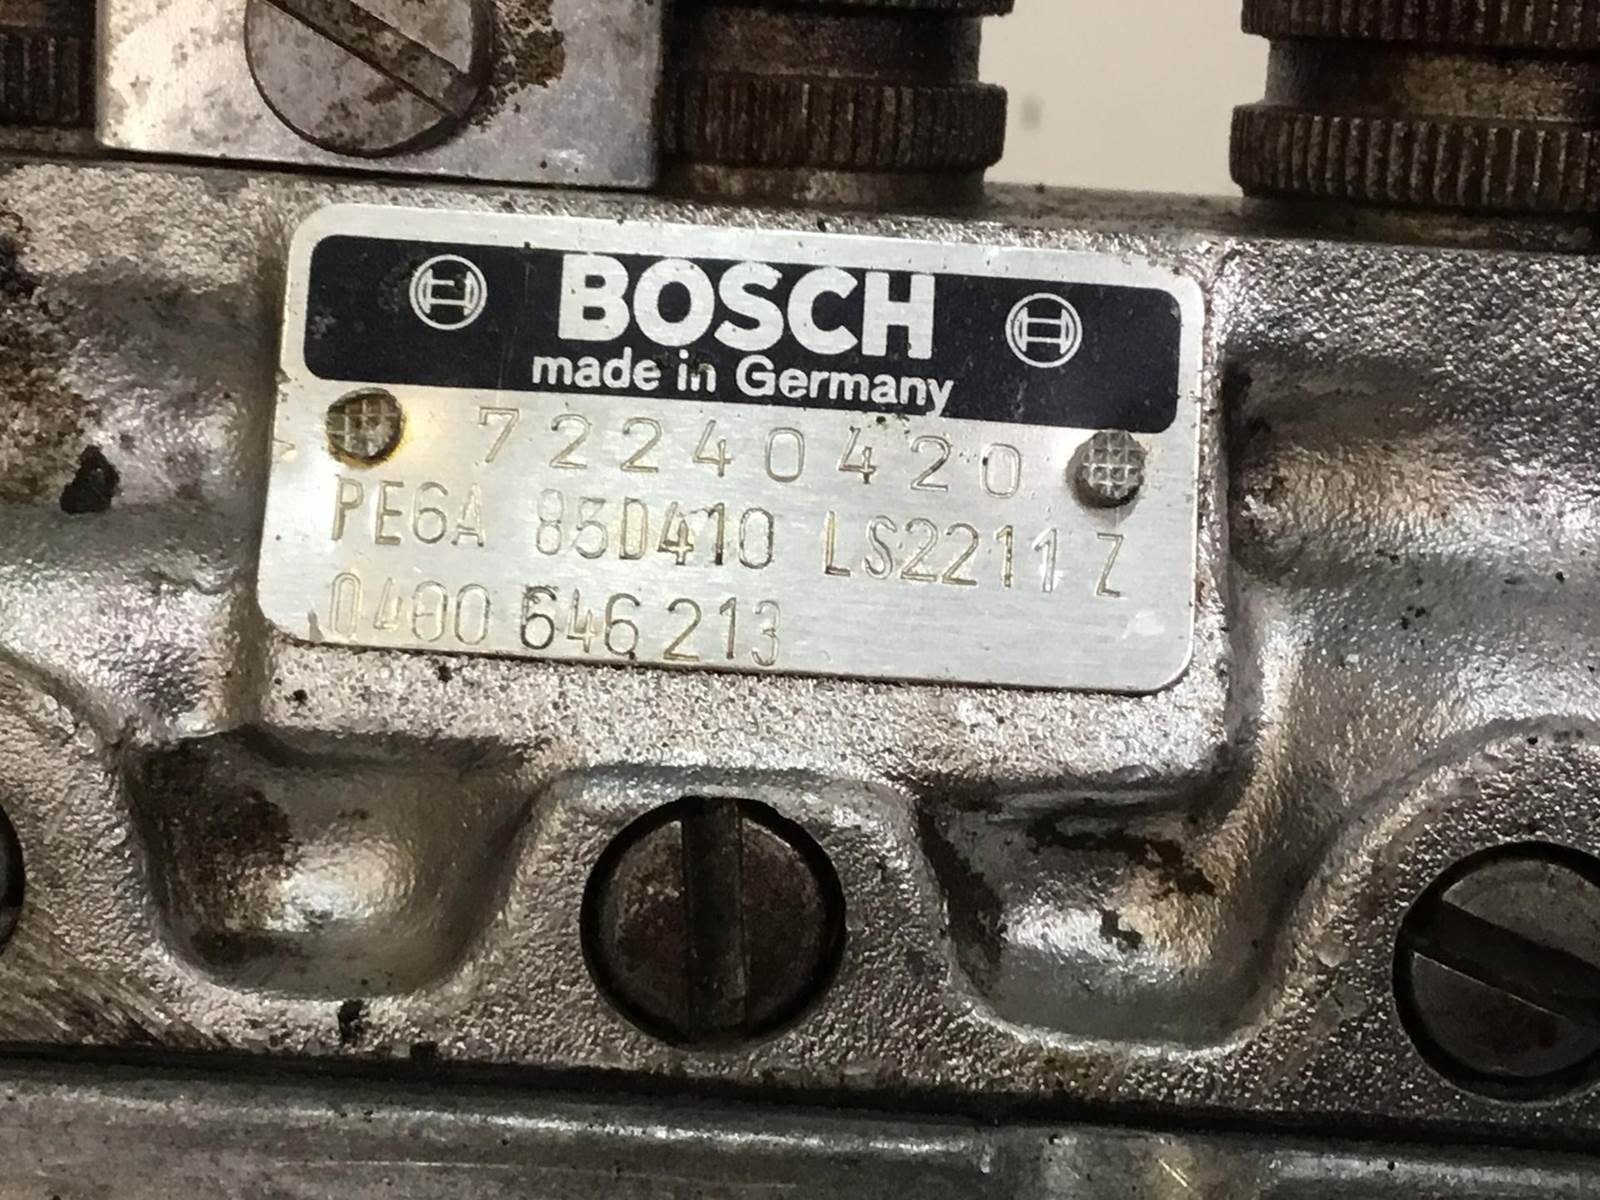 BOSCH
made in Germany
72240420
PE6A 85D410 LS2211 Z
0400 646 213